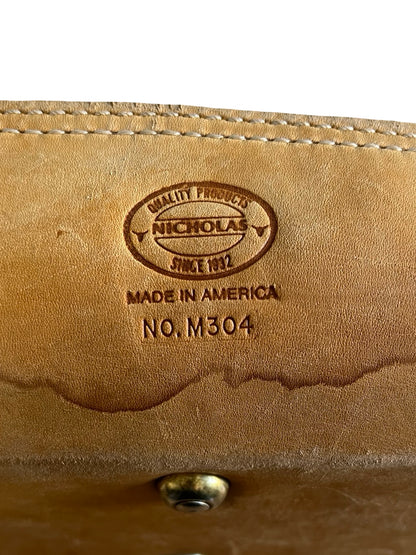 QUALITY PRODUCTS
NICHOLAS
SINCE 1932
MADE IN AMERICA
NO. M304